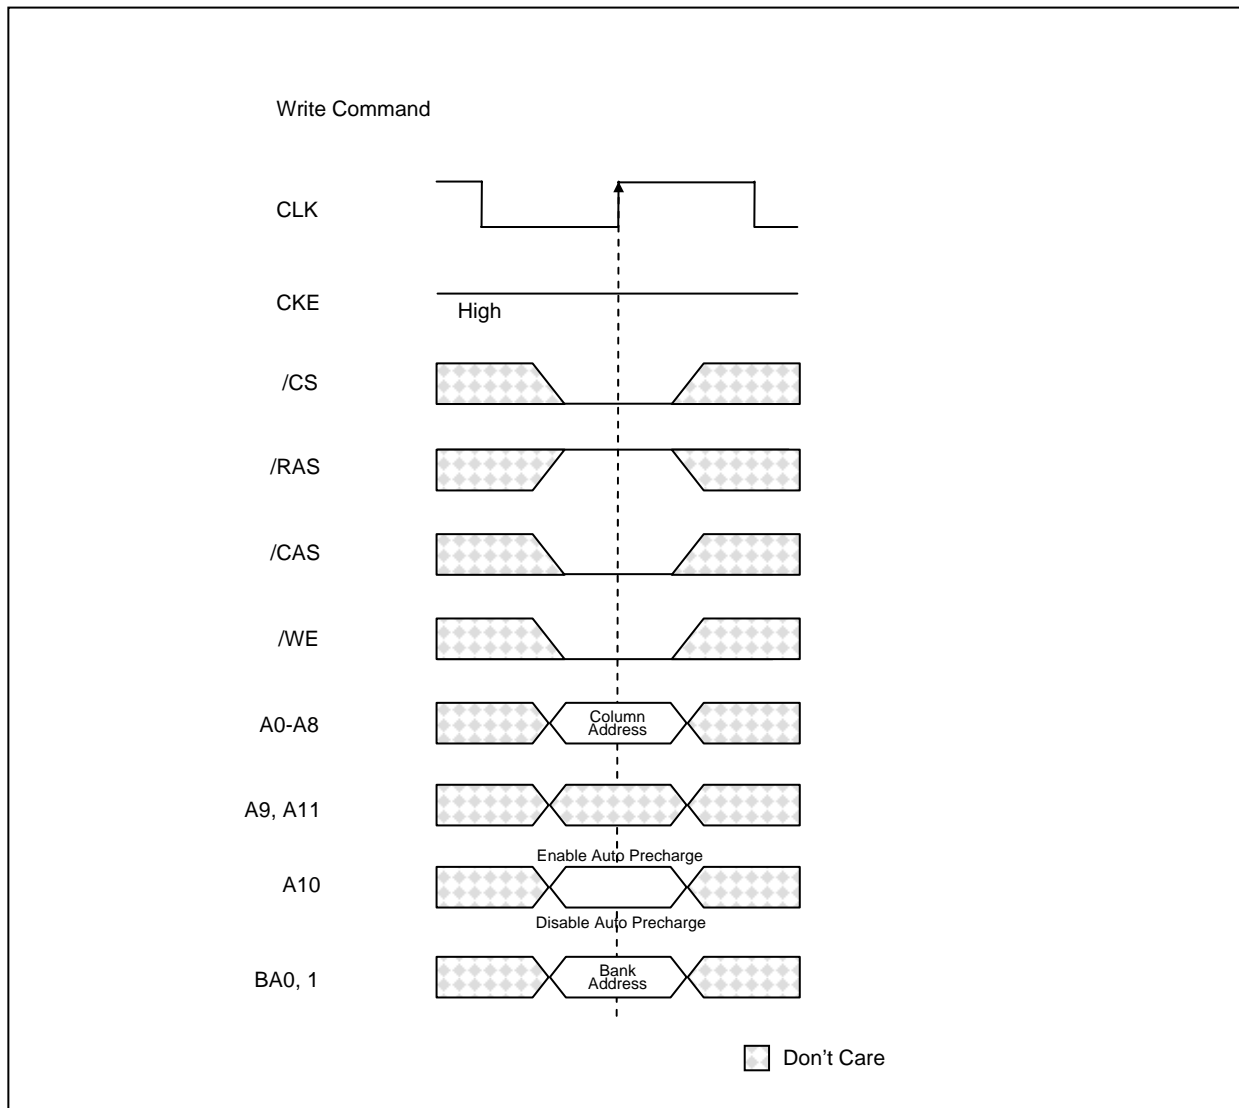 Write Command
CLK
CKE
High
/CS
/RAS
/CAS
/WE
A0-A8
Column
Address
A9, A11
Enable Auto Precharge
A10
Disable Auto Precharge
BA0, 1
Bank
Address
Don't Care